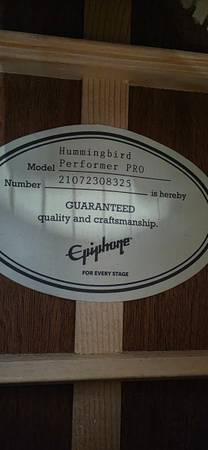 Hummingbird
Model Performer PRO
Number 21072308325 is hereby
GUARANTEED
quality and craftsmanship.
Epiphone
FOR EVERY STAGE